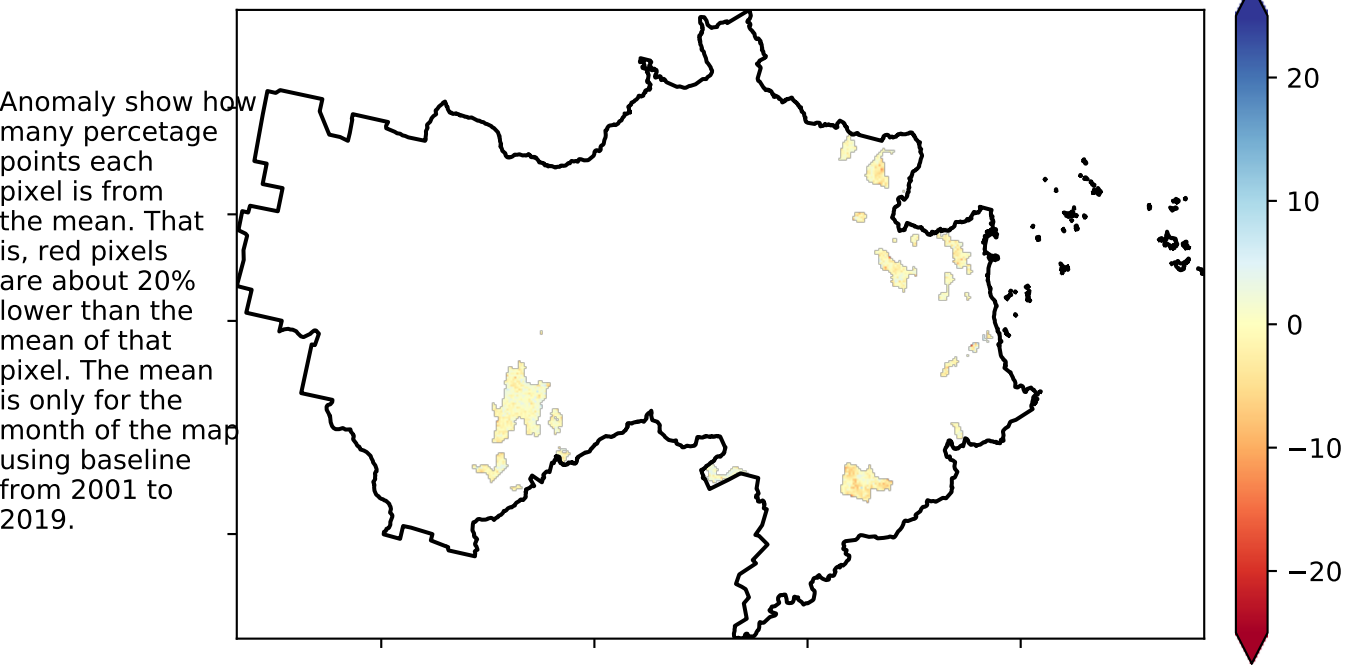 Anomaly show how
many percetage
points each
pixel is from
the mean. That
is, red pixels
are about 20%
lower than the
mean of that
pixel. The mean
is only for the
month of the map
using baseline
from 2001 to
2019.
20
10
0
−10
−20